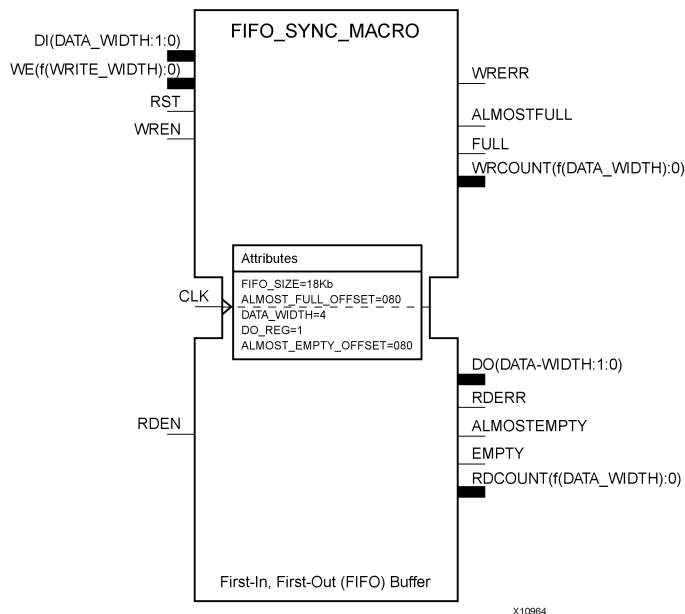 FIFO_SYNC_MACRO
DI(DATA_WIDTH:1:0)
WE(f(WRITE_WIDTH):0)
RST
WREN
WRERR
ALMOSTFULL
FULL
WRCOUNT(f(DATA_WIDTH):0)
Attributes
FIFO_SIZE=18Kb
ALMOST_FULL_OFFSET=080
DATA_WIDTH=4
DO_REG=1
ALMOST_EMPTY_OFFSET=080
CLK
DO(DATA-WIDTH:1:0)
RDERR
RDEN
ALMOSTEMPTY
EMPTY
RDCOUNT(f(DATA_WIDTH):0)
First-In, First-Out (FIFO) Buffer
X10964